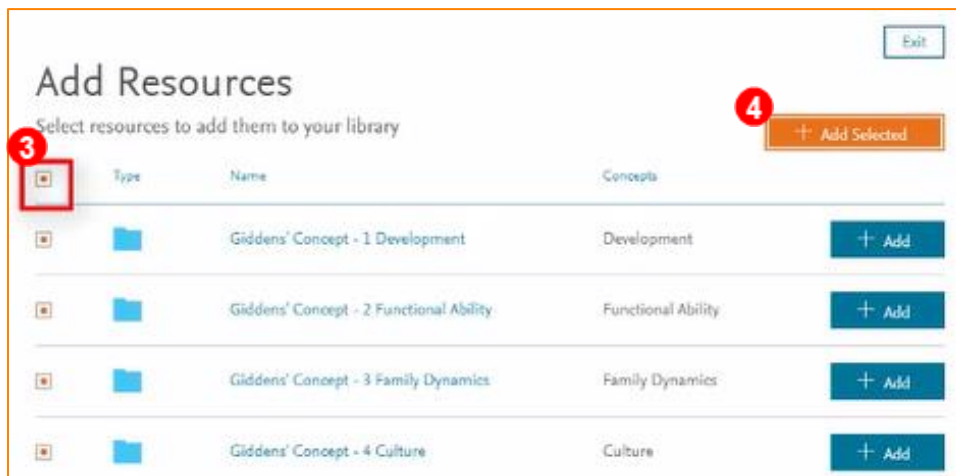 Exit
Add Resources
4
Select resources to add them to your library
+ Add Selected
3
Type Name Concepts
Giddens' Concept - 1 Development Development + Add
Giddens' Concept - 2 Functional Ability Functional Ability + Add
Giddens' Concept - 3 Family Dynamics Family Dynamics + Add
Giddens' Concept - 4 Culture Culture + Add